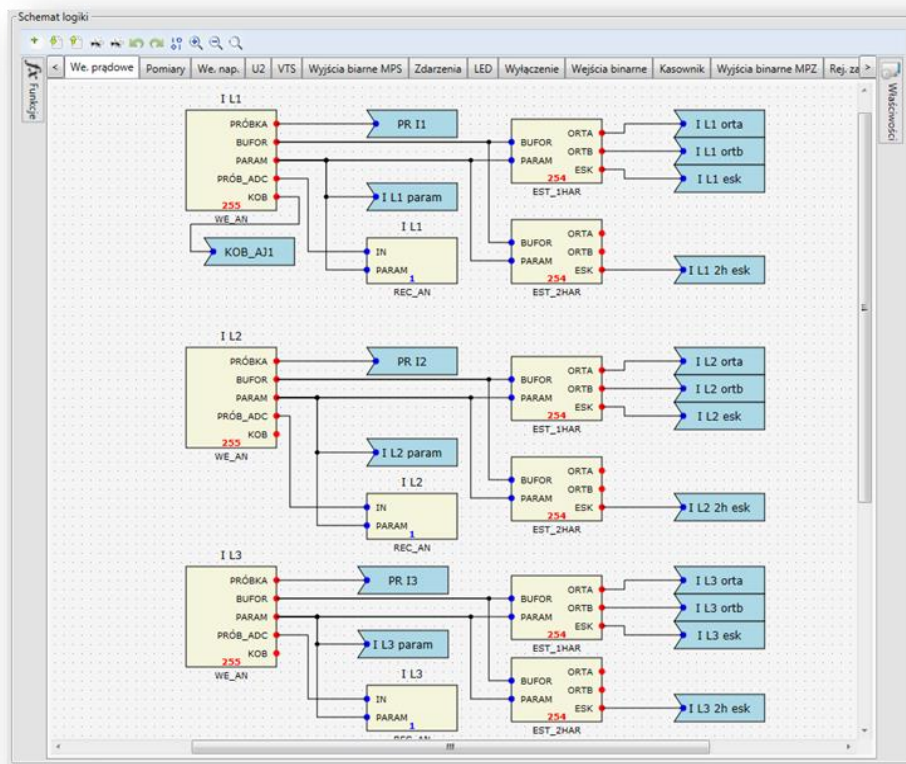 Schemat logiki
fx Funkcje
We. prądowe Pomiary We. nap. U2 VTS Wyjścia biarne MPS Zdarzenia LED Wyłączenie Wejścia binarne Kasownik Wyjścia binarne MPZ Rej. za
Właściwości
I L1
PRÓBKA
BUFOR
PARAM
PRÓB_ADC
KOB
255
WE_AN
PR I1
I L1 param
KOB_AJ1
I L1
IN
PARAM
1
REC_AN
BUFOR
PARAM
ORTA
ORTB
ESK
254
EST_1HAR
I L1 orta
I L1 ortb
I L1 esk
BUFOR
PARAM
ORTA
ORTB
ESK
254
EST_2HAR
I L1 2h esk
I L2
PRÓBKA
BUFOR
PARAM
PRÓB_ADC
KOB
255
WE_AN
PR I2
I L2 param
I L2
IN
PARAM
1
REC_AN
BUFOR
PARAM
ORTA
ORTB
ESK
254
EST_1HAR
I L2 orta
I L2 ortb
I L2 esk
BUFOR
PARAM
ORTA
ORTB
ESK
254
EST_2HAR
I L2 2h esk
I L3
PRÓBKA
BUFOR
PARAM
PRÓB_ADC
KOB
255
WE_AN
PR I3
I L3 param
I L3
IN
PARAM
1
REC_AN
BUFOR
PARAM
ORTA
ORTB
ESK
254
EST_1HAR
I L3 orta
I L3 ortb
I L3 esk
BUFOR
PARAM
ORTA
ORTB
ESK
254
EST_2HAR
I L3 2h esk